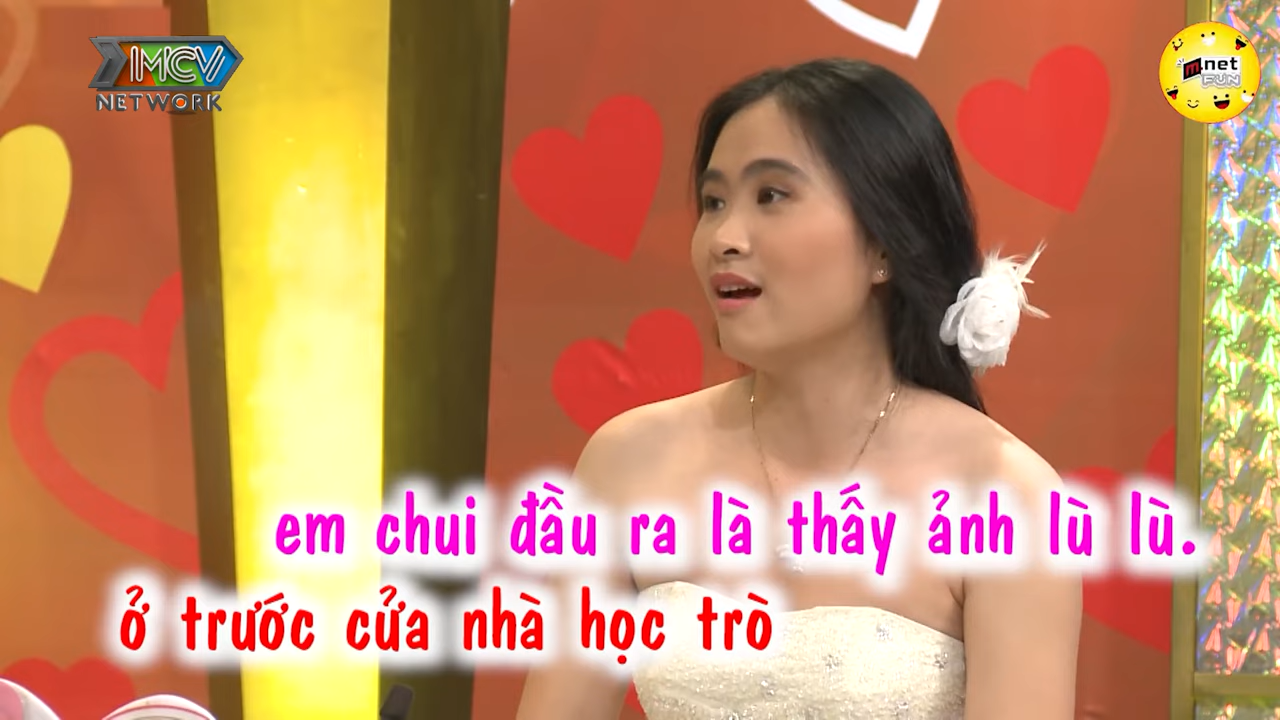 MCV
NETWORK
m.net
FUN
em chui đầu ra là thấy ảnh lù lù.
ở trước cửa nhà học trò